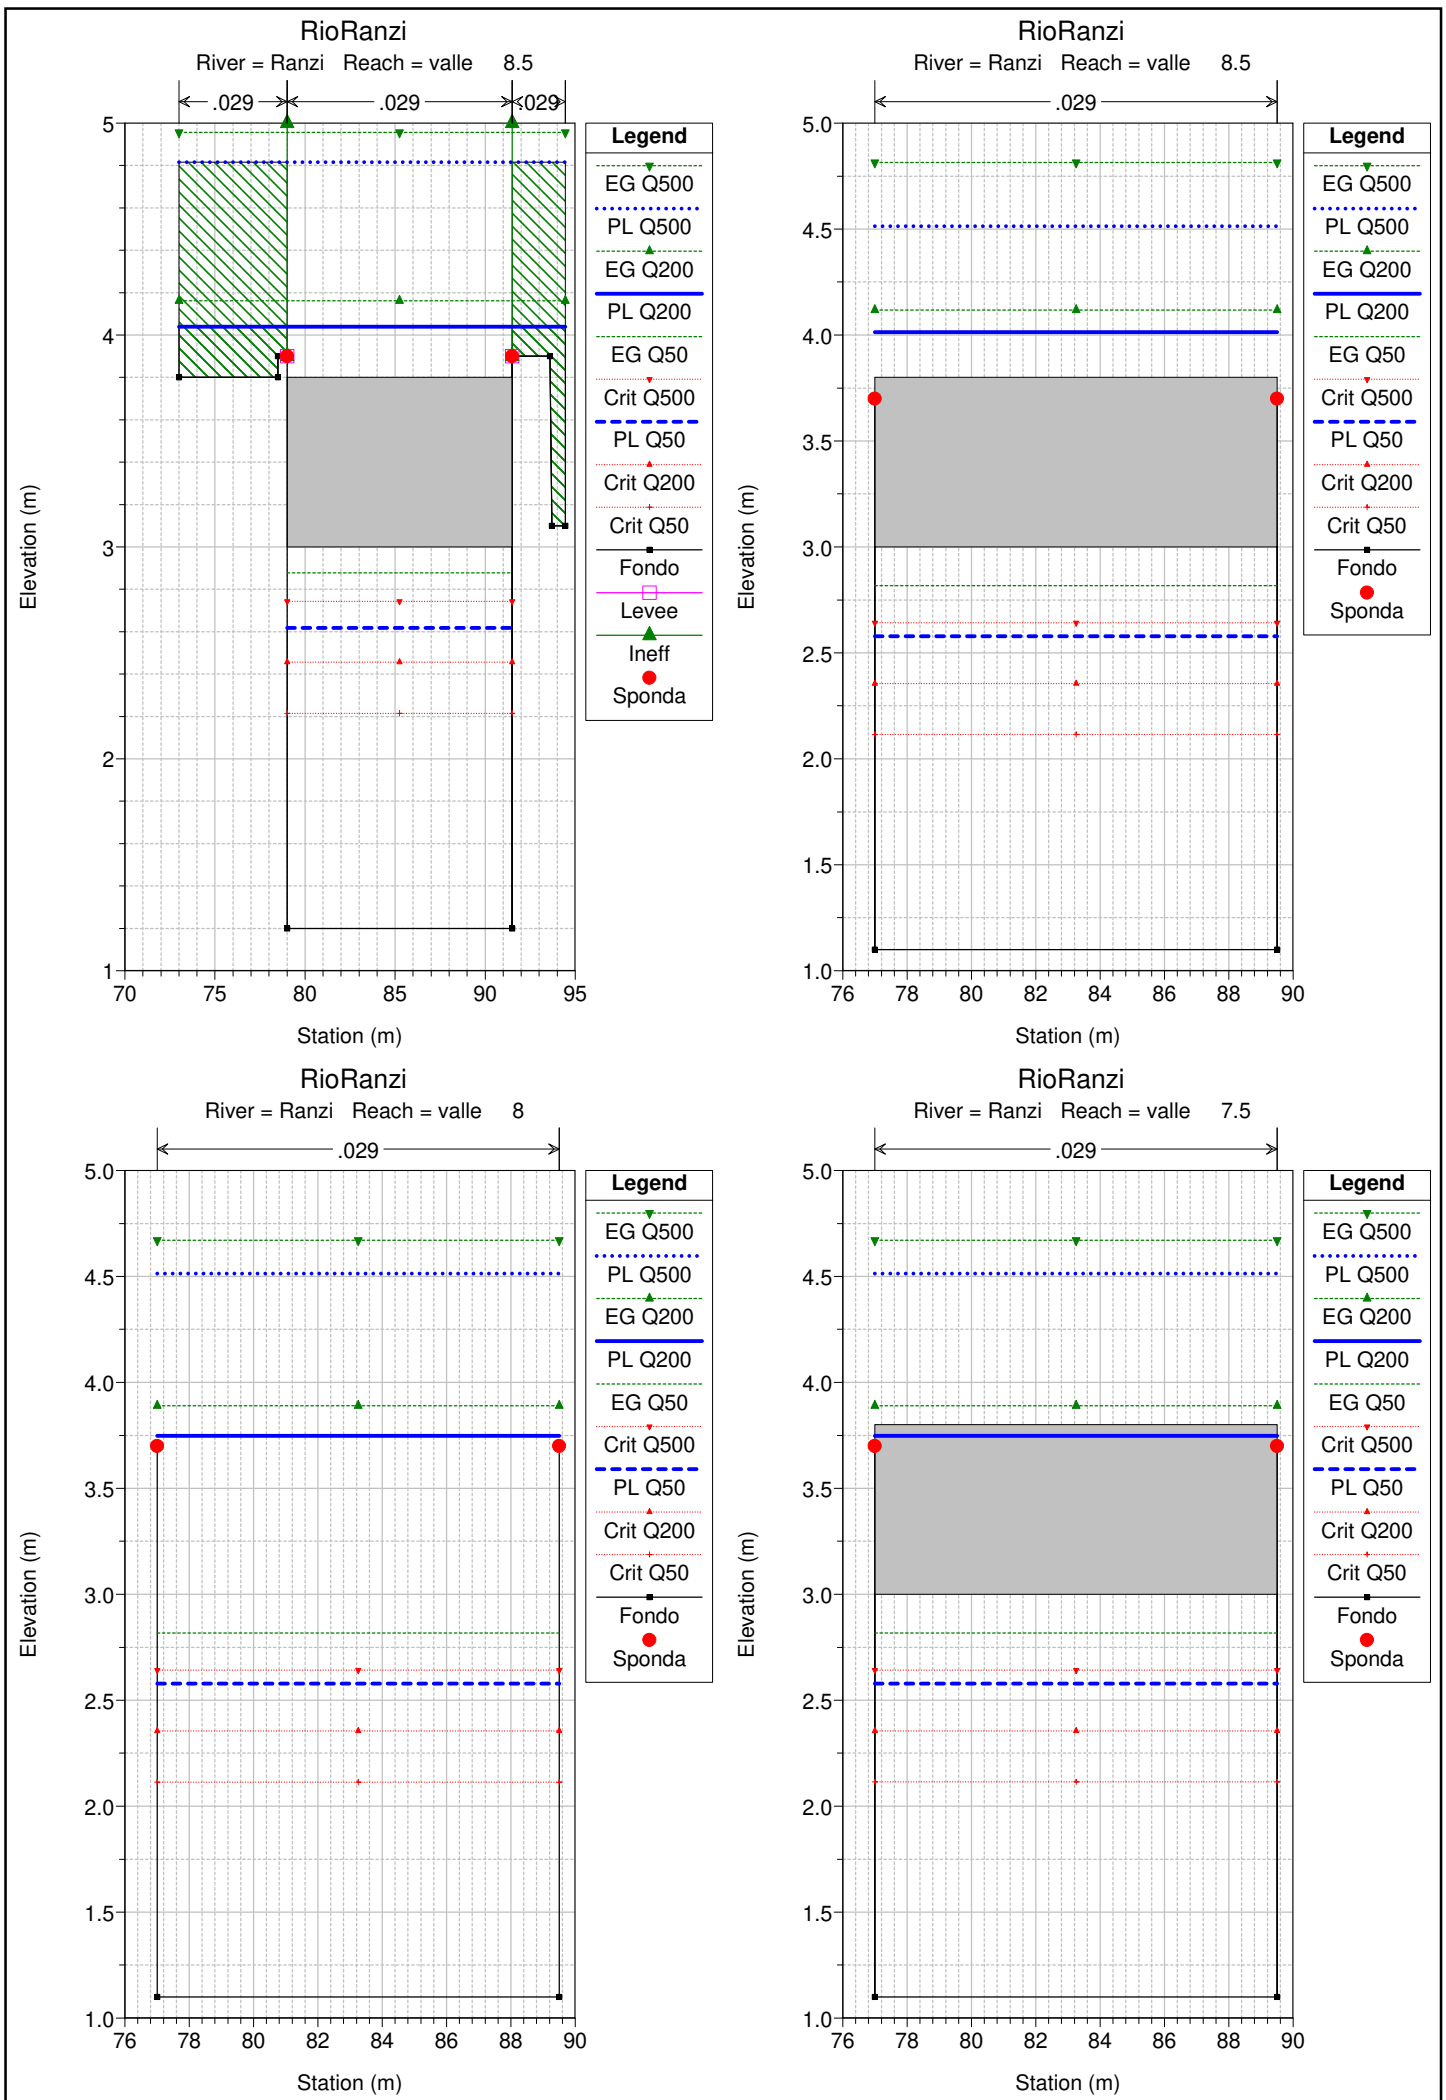 RioRanzi
River = Ranzi Reach = valle 8.5
.029 .029 .029
Legend
EG Q500
PL Q500
EG Q200
PL Q200
EG Q50
Crit Q500
PL Q50
Crit Q200
Crit Q50
Fondo
Levee
Ineff
Sponda
5
4
3
2
1
70 75 80 85 90 95
Elevation (m)
Station (m)
RioRanzi
River = Ranzi Reach = valle 8.5
.029
Legend
EG Q500
PL Q500
EG Q200
PL Q200
EG Q50
Crit Q500
PL Q50
Crit Q200
Crit Q50
Fondo
Sponda
5.0
4.5
4.0
3.5
3.0
2.5
2.0
1.5
1.0
76 78 80 82 84 86 88 90
Elevation (m)
Station (m)
RioRanzi
River = Ranzi Reach = valle 8
.029
Legend
EG Q500
PL Q500
EG Q200
PL Q200
EG Q50
Crit Q500
PL Q50
Crit Q200
Crit Q50
Fondo
Sponda
5.0
4.5
4.0
3.5
3.0
2.5
2.0
1.5
1.0
76 78 80 82 84 86 88 90
Elevation (m)
Station (m)
RioRanzi
River = Ranzi Reach = valle 7.5
.029
Legend
EG Q500
PL Q500
EG Q200
PL Q200
EG Q50
Crit Q500
PL Q50
Crit Q200
Crit Q50
Fondo
Sponda
5.0
4.5
4.0
3.5
3.0
2.5
2.0
1.5
1.0
76 78 80 82 84 86 88 90
Elevation (m)
Station (m)